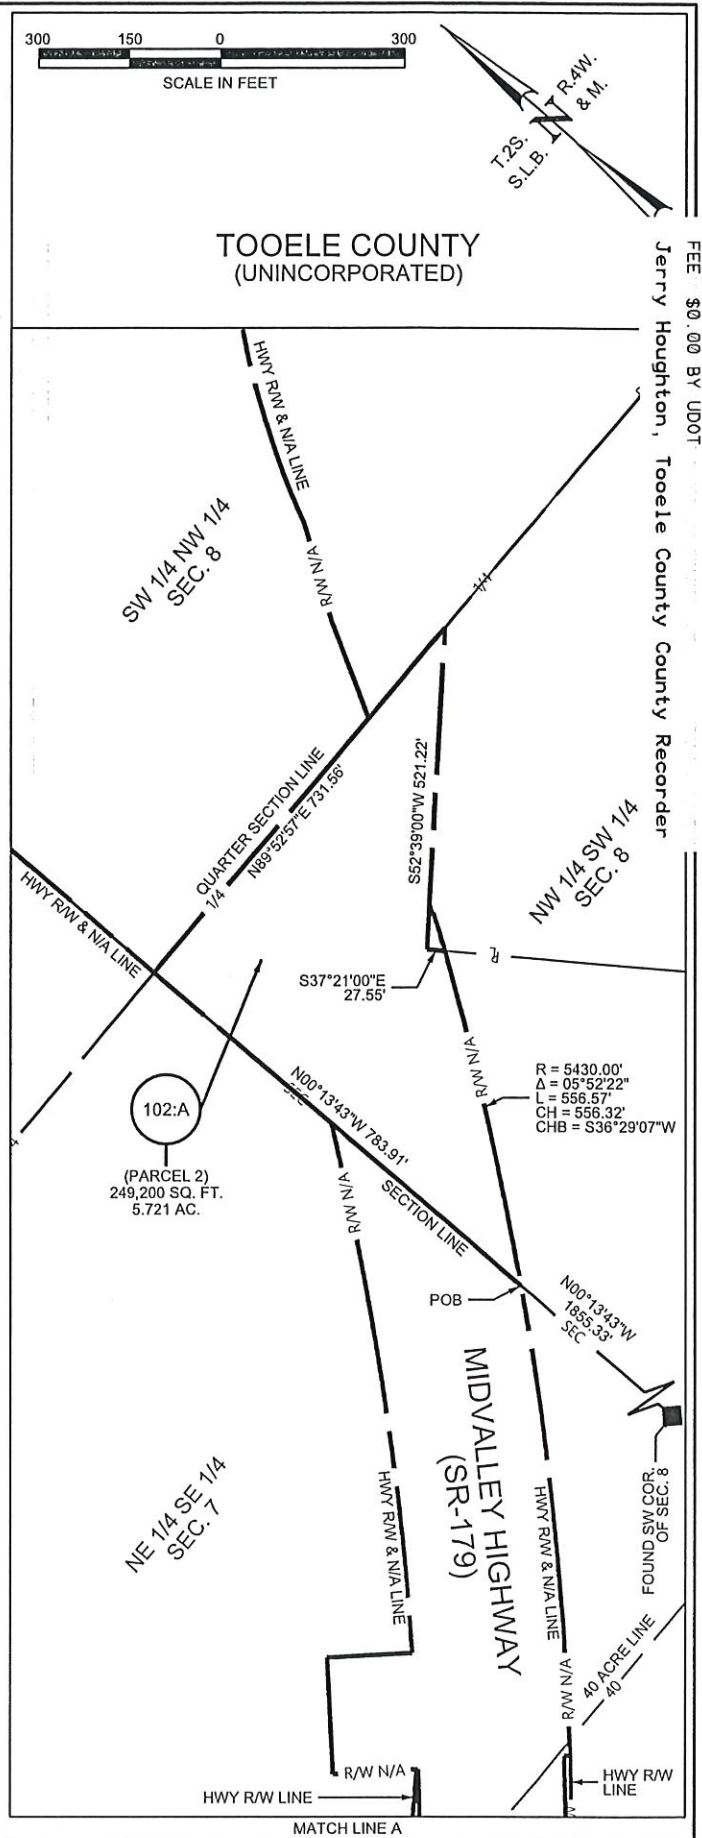 300 150 0 300
SCALE IN FEET
R.4W.
& M.
N
T.2S.
S.L.B.
TOOELE COUNTY
(UNINCORPORATED)
FEE $0.00 BY UDOT
Jerry Houghton, Tooele County County Recorder
HWY R/W & N/A LINE
SW 1/4 NW 1/4
SEC. 8
R/W N/A
1/4
QUARTER SECTION LINE
N89°52'57"E 731.56'
1/4
S52°39'00"W 521.22'
NW 1/4 SW 1/4
SEC. 8
HWY R/W & N/A LINE
S37°21'00"E
27.55'
PL
R/W N/A
R = 5430.00'
Δ = 05°52'22"
L = 556.57'
CH = 556.32'
CHB = S36°29'07"W
102:A
(PARCEL 2)
249,200 SQ. FT.
5.721 AC.
N00°13'43"W 783.91'
SEC
SECTION LINE
R/W N/A
POB
N00°13'43"W
1855.33'
SEC
FOUND SW COR.
OF SEC. 8
MIDVALLEY HIGHWAY
(SR-179)
NE 1/4 SE 1/4
SEC. 7
HWY R/W & N/A LINE
HWY R/W & N/A LINE
R/W N/A
40 ACRE LINE
40
R/W N/A
HWY R/W LINE
HWY R/W
LINE
MATCH LINE A